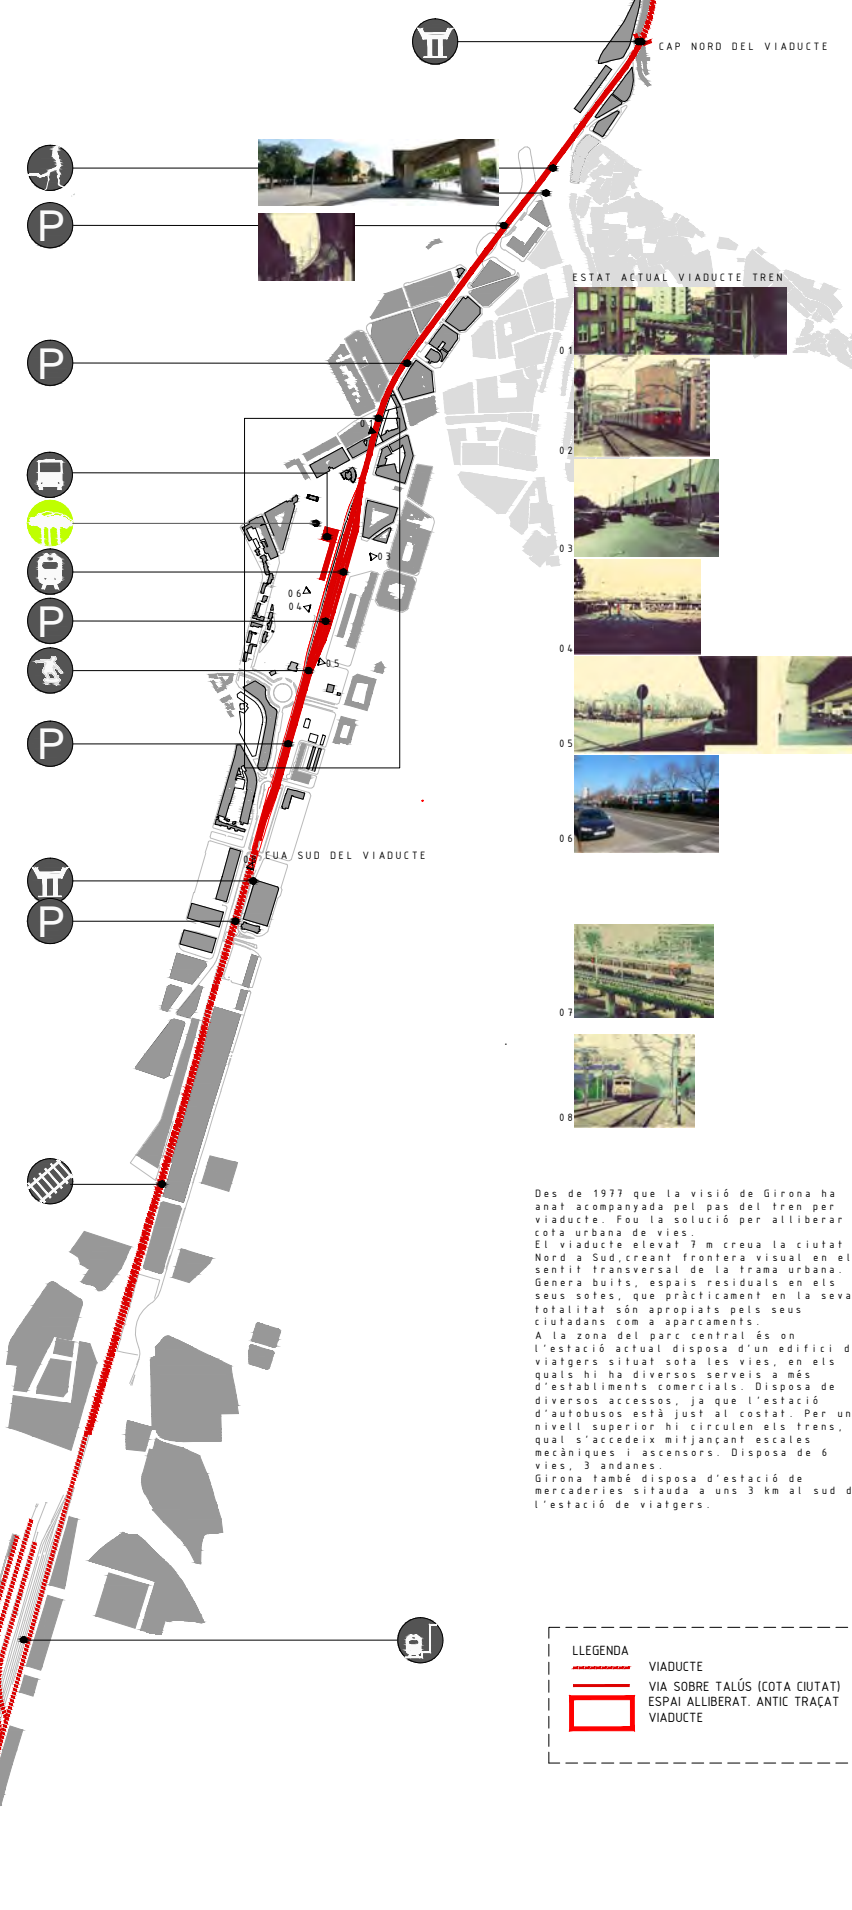 CAP NORD DEL VIADUCTE
P
ESTAT ACTUAL VIADUCTE TREN
01
P
02
03
03
06
04
P
04
05
P
05
06
CUA SUD DEL VIADUCTE
P
07
08
Des de 1977 que la visió de Girona ha
anat acompanyada pel pas del tren per
viaducte. Fou la solució per alliberar
cota urbana de vies.
El viaducte elevat 7 m creua la ciutat
Nord a Sud,creant frontera visual en el
sentit transversal de la trama urbana.
Genera buits, espais residuals en els
seus sotes, que pràcticament en la seva
totalitat són apropiats pels seus
ciutadans com a aparcaments.
A la zona del parc central és on
l'estació actual disposa d'un edifici d
viatgers situat sota les vies, en els
quals hi ha diversos serveis a més
d'establiments comercials. Disposa de
diversos accessos, ja que l'estació
d'autobusos està just al costat. Per un
nivell superior hi circulen els trens,
qual s'accedeix mitjançant escales
mecàniques i ascensors. Disposa de 6
vies, 3 andanes.
Girona també disposa d'estació de
mercaderies sitauda a uns 3 km al sud d
l'estació de viatgers.
LLEGENDA
VIADUCTE
VIA SOBRE TALÚS (COTA CIUTAT)
ESPAI ALLIBERAT. ANTIC TRAÇAT
VIADUCTE